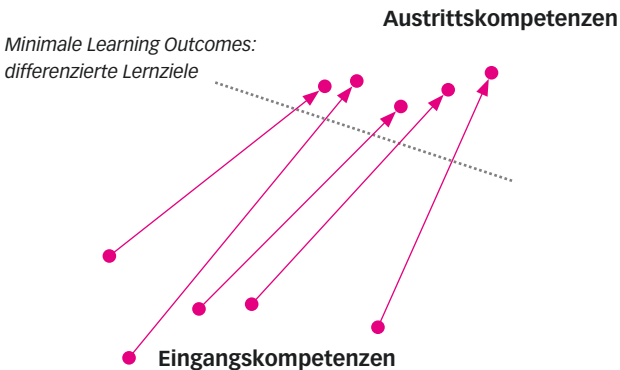 Austrittskompetenzen
Minimale Learning Outcomes:
differenzierte Lernziele
Eingangskompetenzen